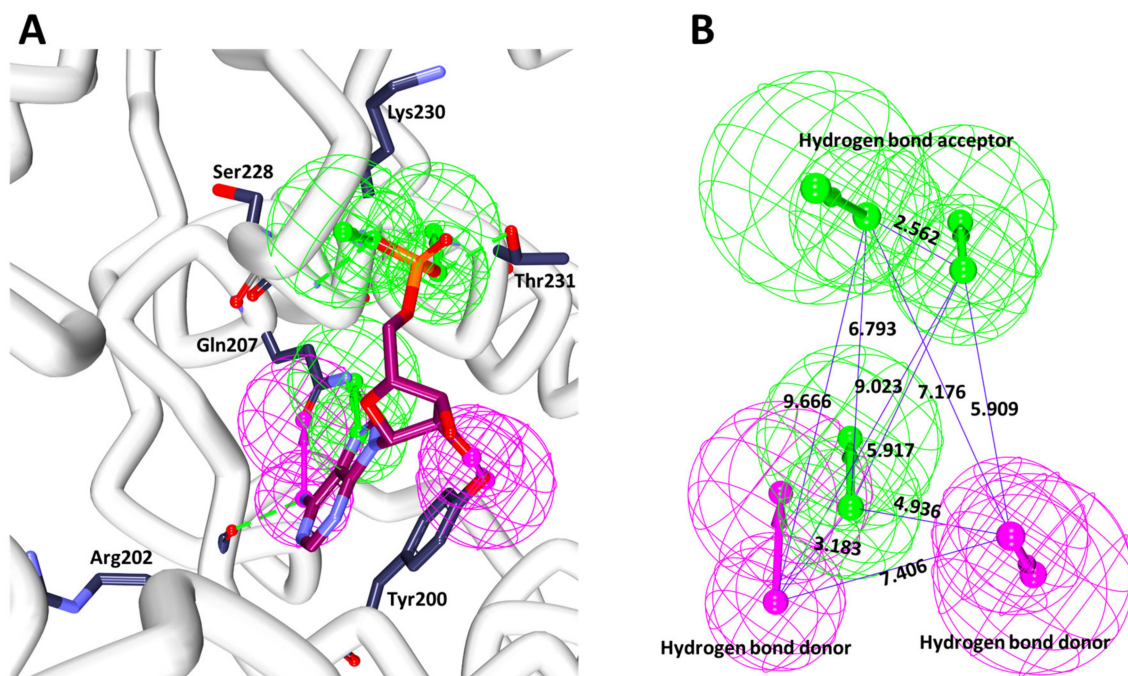 A
Lys230
Ser228
Thr231
Gln207
Arg202
Tyr200
B
Hydrogen bond acceptor
2.562
6.793
9.023
7.176
9.666
5.909
5.917
4.936
3.183
7.406
Hydrogen bond donor
Hydrogen bond donor